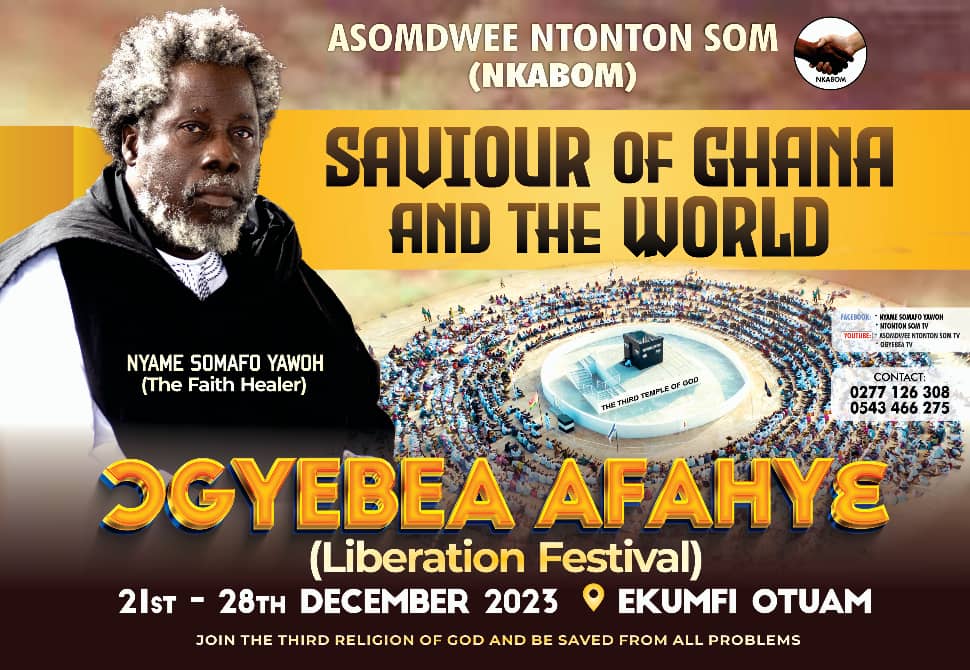 ASOMDWEE NTONTON SOM
(NKABOM)
NKABOM
SAVIOUR OF GHANA
AND THE WORLD
FACEBOOK: * NYAME SOMAFO YAWOH
* NTONTON SOM TV
YOUTUBE: * ASOMDWEE NTONTON SOM TV
* OGYEBEA TV
CONTACT:
0277 126 308
0543 466 275
NYAME SOMAFO YAWOH
(The Faith Healer)
THE THIRD TEMPLE OF GOD
ƆGYEBEA AFAHYƐ
(Liberation Festival)
21ST - 28TH DECEMBER 2023 EKUMFI OTUAM
JOIN THE THIRD RELIGION OF GOD AND BE SAVED FROM ALL PROBLEMS